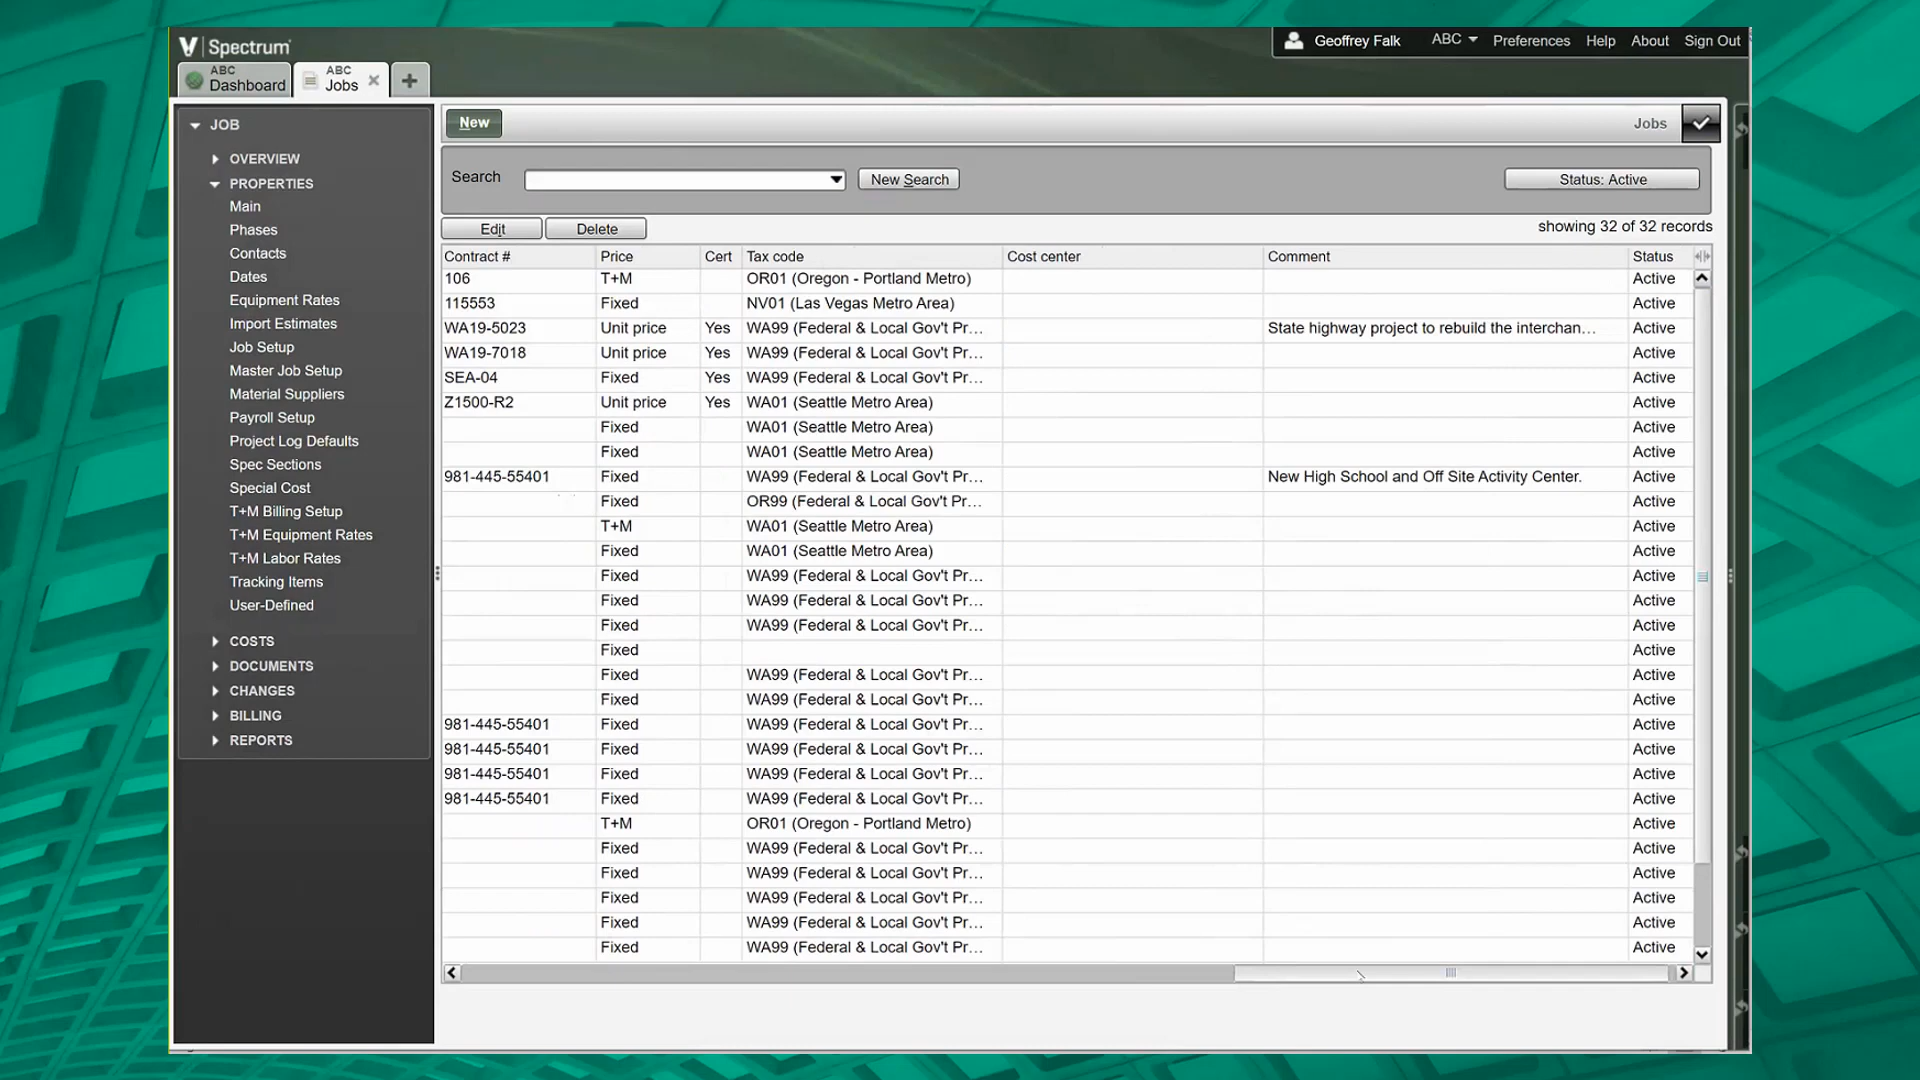 Spectrum
Geoffrey Falk ABC Preferences Help About Sign Out
ABC Dashboard
ABC Jobs
JOB
OVERVIEW
PROPERTIES
Main
Phases
Contacts
Dates
Equipment Rates
Import Estimates
Job Setup
Master Job Setup
Material Suppliers
Payroll Setup
Project Log Defaults
Spec Sections
Special Cost
T+M Billing Setup
T+M Equipment Rates
T+M Labor Rates
Tracking Items
User-Defined
COSTS
DOCUMENTS
CHANGES
BILLING
REPORTS
New Jobs
Search New Search Status: Active
Edit Delete showing 32 of 32 records
Contract # Price Cert Tax code Cost center Comment Status
106 T+M OR01 (Oregon - Portland Metro) Active
115553 Fixed NV01 (Las Vegas Metro Area) Active
WA19-5023 Unit price Yes WA99 (Federal & Local Gov't Pr... State highway project to rebuild the interchan... Active
WA19-7018 Unit price Yes WA99 (Federal & Local Gov't Pr... Active
SEA-04 Fixed Yes WA99 (Federal & Local Gov't Pr... Active
Z1500-R2 Unit price Yes WA01 (Seattle Metro Area) Active
Fixed WA01 (Seattle Metro Area) Active
Fixed WA01 (Seattle Metro Area) Active
981-445-55401 Fixed WA99 (Federal & Local Gov't Pr... New High School and Off Site Activity Center. Active
Fixed OR99 (Federal & Local Gov't Pr... Active
T+M WA01 (Seattle Metro Area) Active
Fixed WA01 (Seattle Metro Area) Active
Fixed WA99 (Federal & Local Gov't Pr... Active
Fixed WA99 (Federal & Local Gov't Pr... Active
Fixed WA99 (Federal & Local Gov't Pr... Active
Fixed Active
Fixed WA99 (Federal & Local Gov't Pr... Active
Fixed WA99 (Federal & Local Gov't Pr... Active
981-445-55401 Fixed WA99 (Federal & Local Gov't Pr... Active
981-445-55401 Fixed WA99 (Federal & Local Gov't Pr... Active
981-445-55401 Fixed WA99 (Federal & Local Gov't Pr... Active
981-445-55401 Fixed WA99 (Federal & Local Gov't Pr... Active
T+M OR01 (Oregon - Portland Metro) Active
Fixed WA99 (Federal & Local Gov't Pr... Active
Fixed WA99 (Federal & Local Gov't Pr... Active
Fixed WA99 (Federal & Local Gov't Pr... Active
Fixed WA99 (Federal & Local Gov't Pr... Active
Fixed WA99 (Federal & Local Gov't Pr... Active